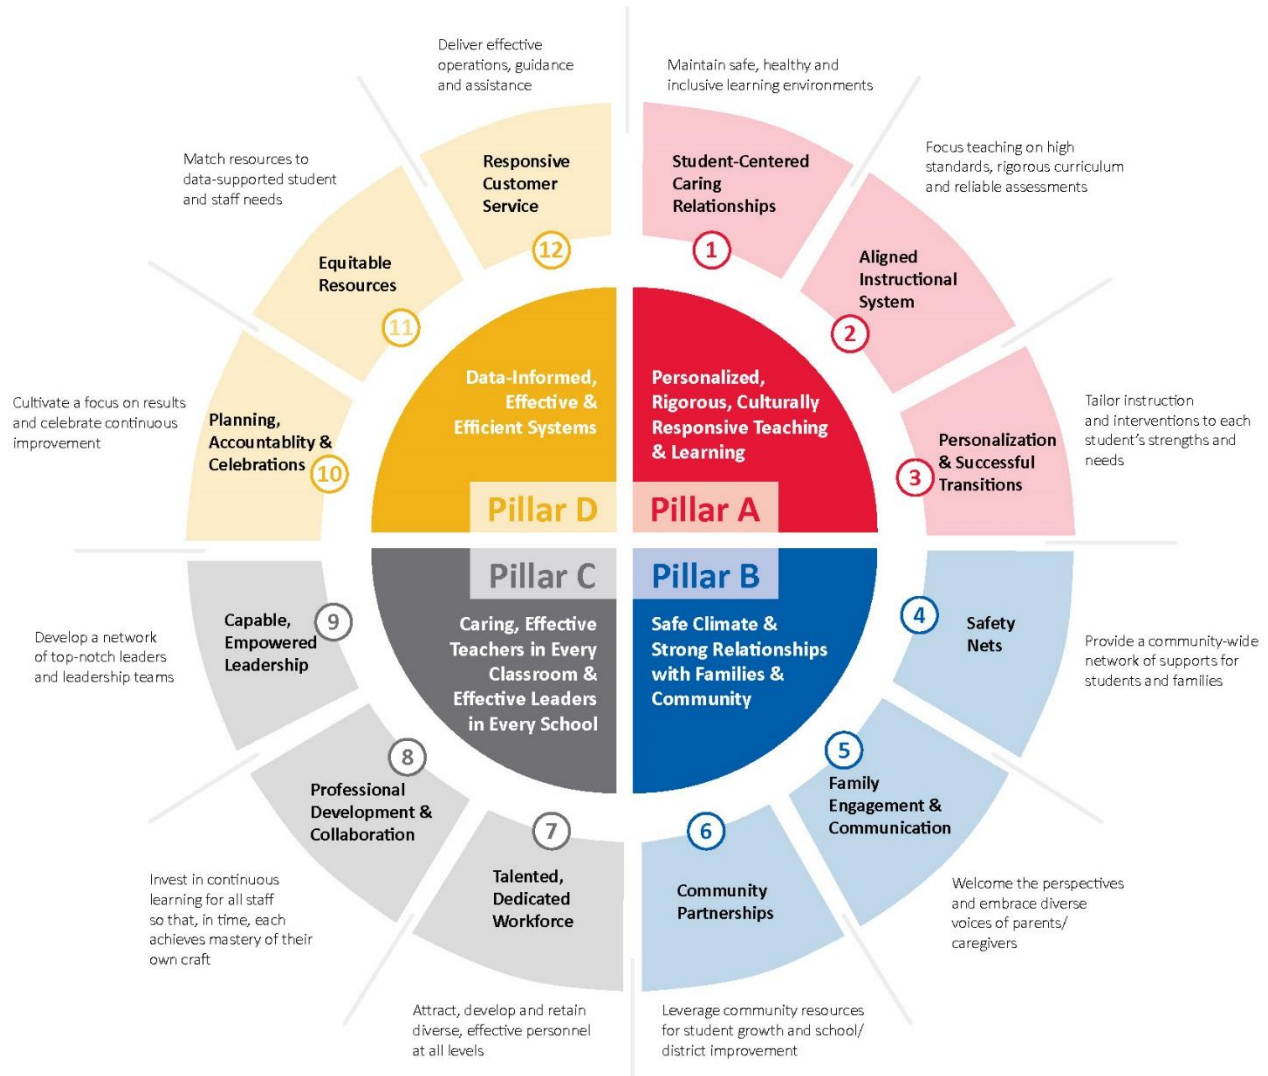 Deliver effective
operations, guidance
and assistance
Maintain safe, healthy and
inclusive learning environments
Match resources to
data-supported student
and staff needs
Responsive
Customer
Service
12
Student-Centered
Caring
Relationships
1
Focus teaching on high
standards, rigorous curriculum
and reliable assessments
Equitable
Resources
11
Aligned
Instructional
System
2
Cultivate a focus on results
and celebrate continuous
improvement
Planning,
Accountablity &
Celebrations
10
Data-Informed,
Effective &
Efficient Systems
Pillar D
Personalized,
Rigorous, Culturally
Responsive Teaching
& Learning
Pillar A
Personalization
& Successful
Transitions
3
Tailor instruction
and interventions to each
student's strengths and
needs
Develop a network
of top-notch leaders
and leadership teams
Capable,
Empowered
Leadership
9
Pillar C
Caring, Effective
Teachers in Every
Classroom &
Effective Leaders
in Every School
Pillar B
Safe Climate &
Strong Relationships
with Families &
Community
4
Safety
Nets
Provide a community-wide
network of supports for
students and families
8
Professional
Development &
Collaboration
Invest in continuous
learning for all staff
so that, in time, each
achieves mastery of their
own craft
7
Talented,
Dedicated
Workforce
Attract, develop and retain
diverse, effective personnel
at all levels
6
Community
Partnerships
Leverage community resources
for student growth and school/
district improvement
5
Family
Engagement &
Communication
Welcome the perspectives
and embrace diverse
voices of parents/
caregivers